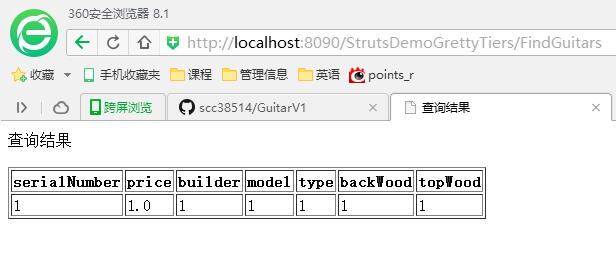 360安全浏览器 8.1
http://localhost:8090/StrutsDemoGrettyTiers/FindGuitars
收藏 手机收藏夹 课程 管理信息 英语 points_r
跨屏浏览 scc38514/GuitarV1 查询结果
查询结果
serialNumber price builder model type backWood topWood
1 1.0 1 1 1 1 1